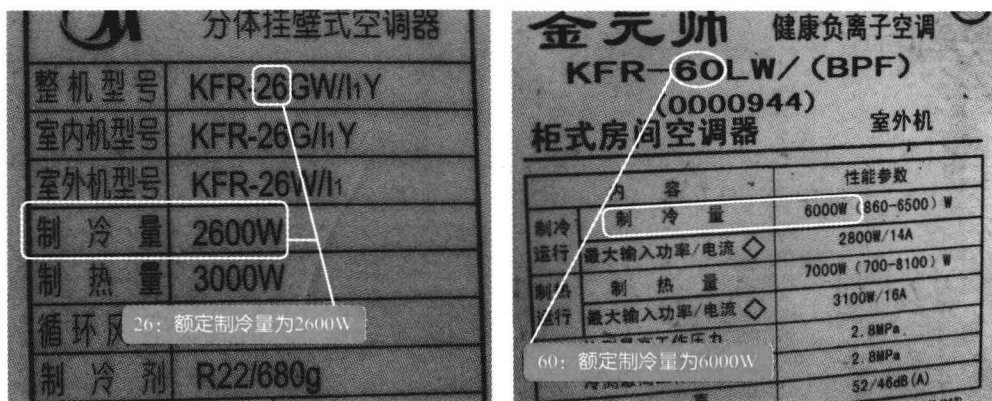 分体挂壁式空调器
整机型号 KFR-26GW/I1Y
室内机型号 KFR-26G/I1Y
室外机型号 KFR-26W/I1
制冷量 2600W
制热量 3000W
26：额定制冷量为2600W
循环风
制冷剂 R22/680g
金元帅 健康负离子空调
KFR-60LW/(BPF)
(0000944)
柜式房间空调器 室外机
内容 性能参数
制冷运行 制冷量 6000W (860-6500) W
最大输入功率/电流 ◇ 2800W/14A
制热运行 制热量 7000W (700-8100) W
最大输入功率/电流 ◇ 3100W/16A
工作压力 2.8MPa
60：额定制冷量为6000W
2.8MPa
52/46dB(A)